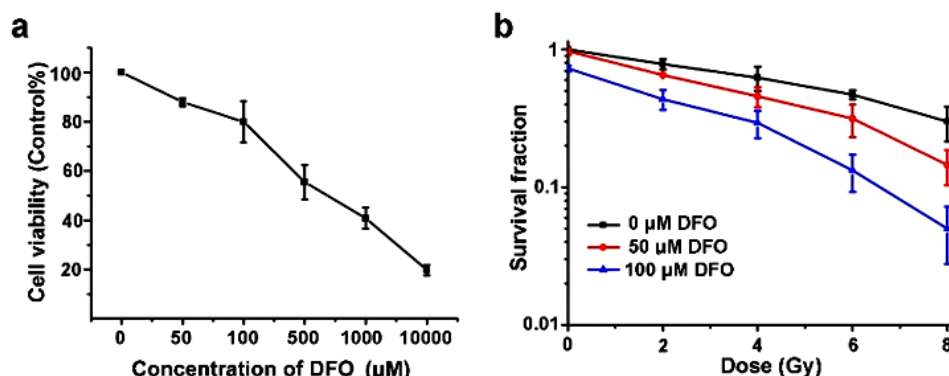 a
Cell viability (Control%)
100
80
60
40
20
0 50 100 500 1000 10000
Concentration of DFO (μM)
b
Survival fraction
1
0.1
0.01
0 μM DFO
50 μM DFO
100 μM DFO
0 2 4 6 8
Dose (Gy)